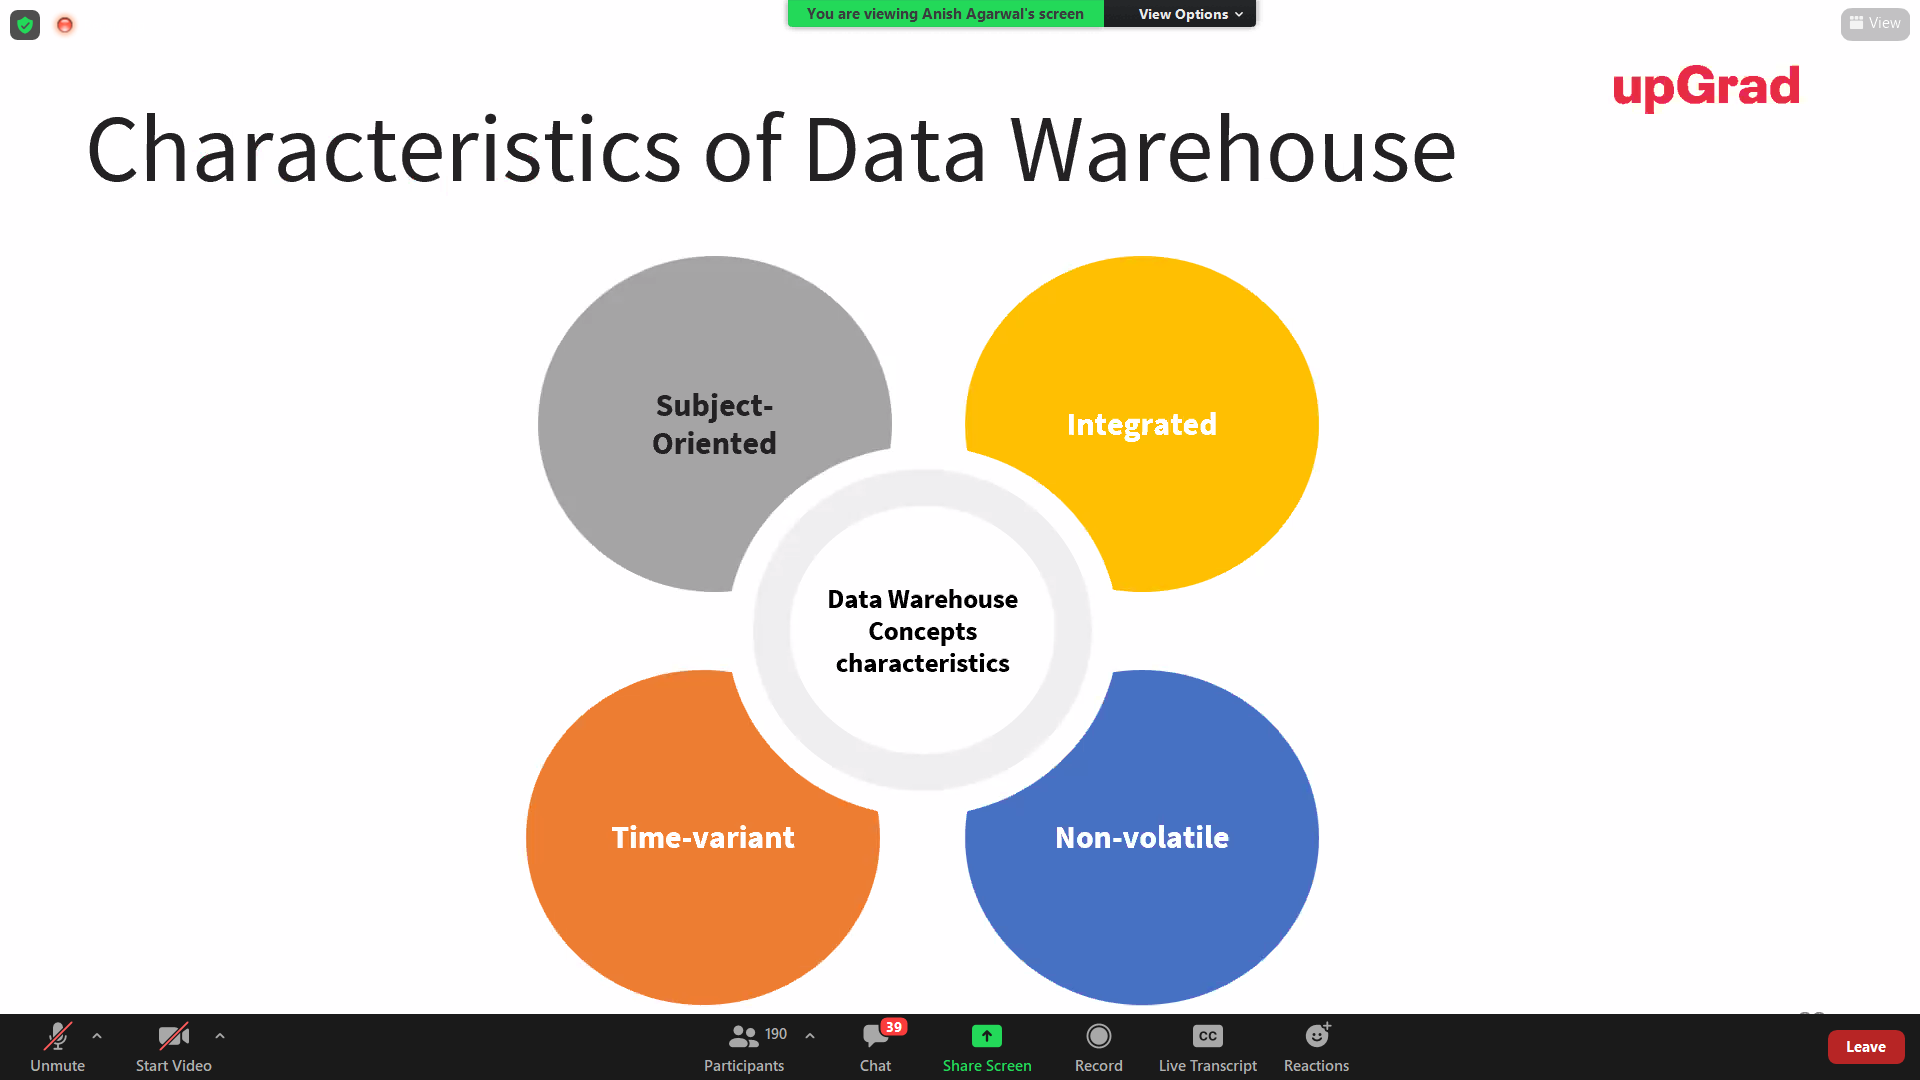 You are viewing Anish Agarwal's screen
View Options
View
upGrad
Characteristics of Data Warehouse
Subject-
Oriented
Integrated
Data Warehouse
Concepts
characteristics
Time-variant
Non-volatile
Unmute
Start Video
190
Participants
39
Chat
Share Screen
Record
CC
Live Transcript
Reactions
Leave